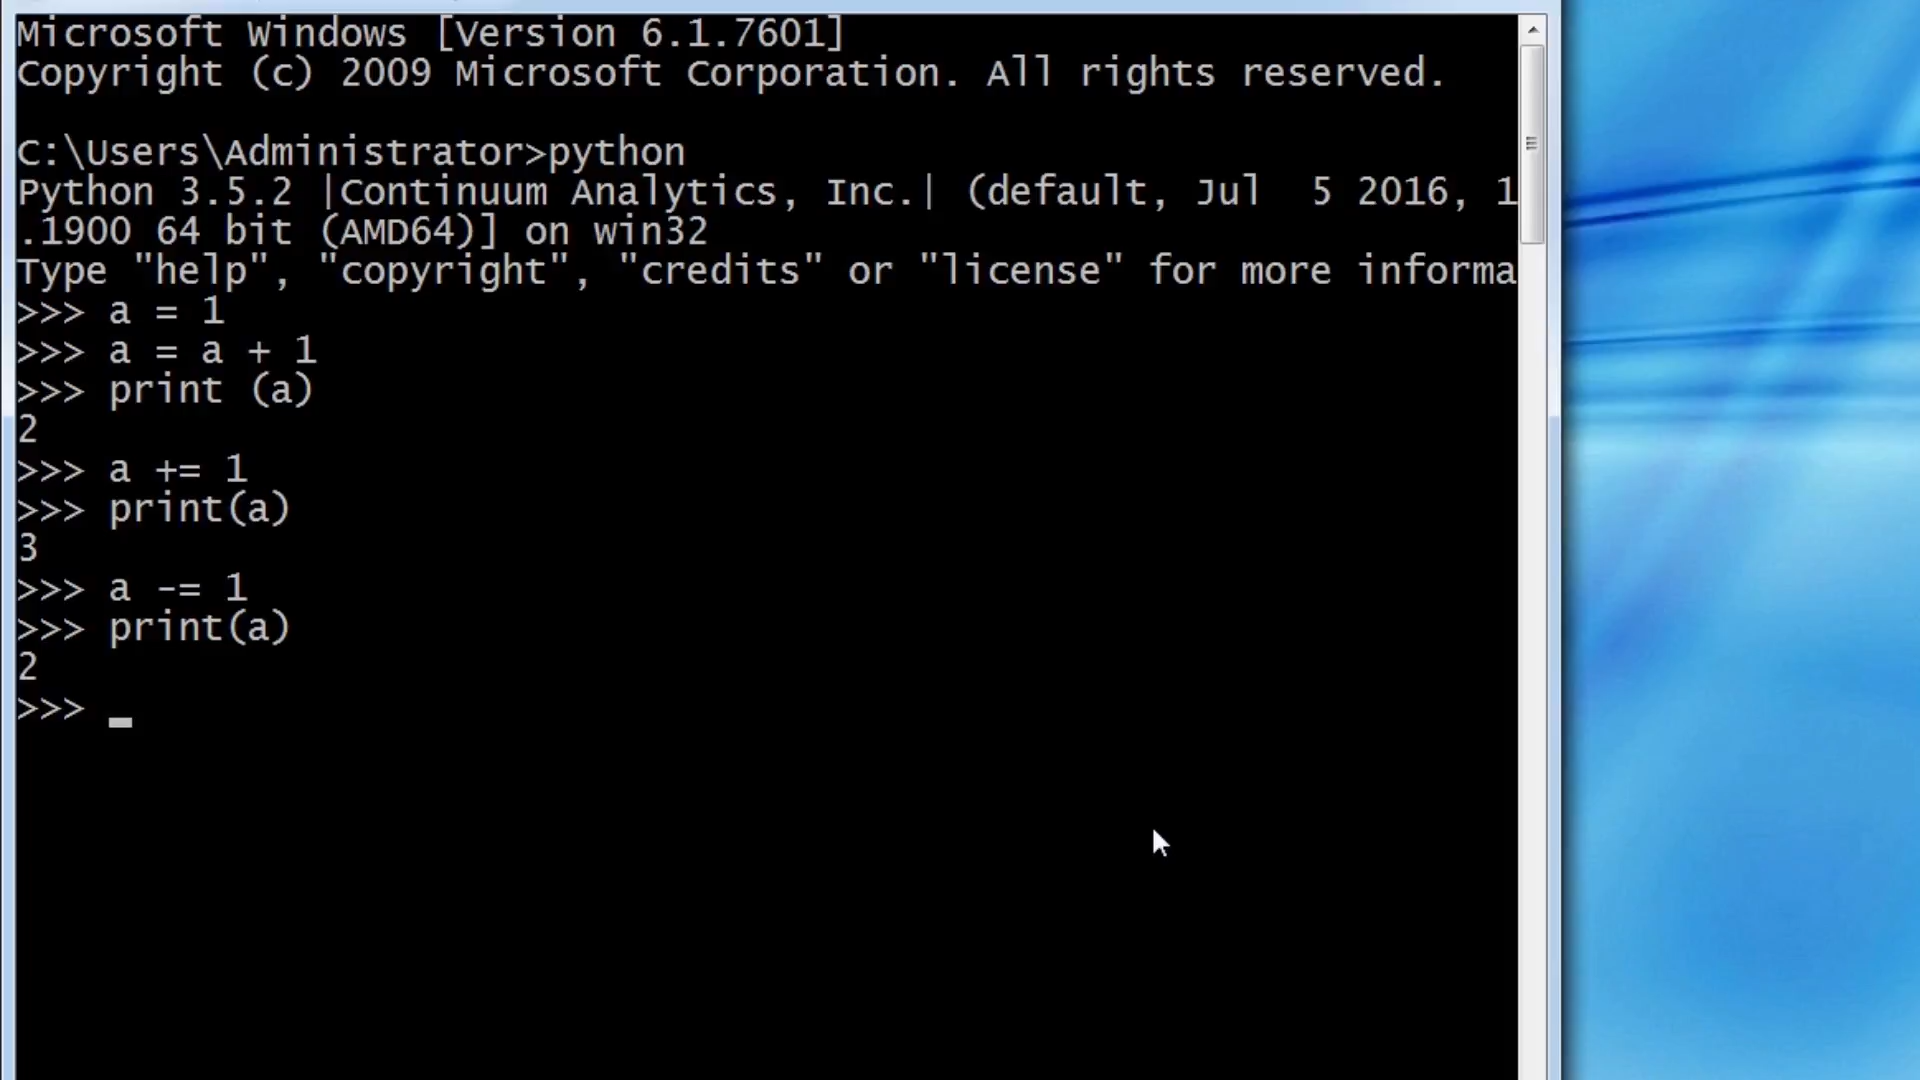 Microsoft Windows [Version 6.1.7601]
Copyright (c) 2009 Microsoft Corporation. All rights reserved.
C:\Users\Administrator>python
Python 3.5.2 |Continuum Analytics, Inc.| (default, Jul  5 2016, 1
.1900 64 bit (AMD64)] on win32
Type "help", "copyright", "credits" or "license" for more informa
>>> a = 1
>>> a = a + 1
>>> print (a)
2
>>> a += 1
>>> print(a)
3
>>> a -= 1
>>> print(a)
2
>>> _